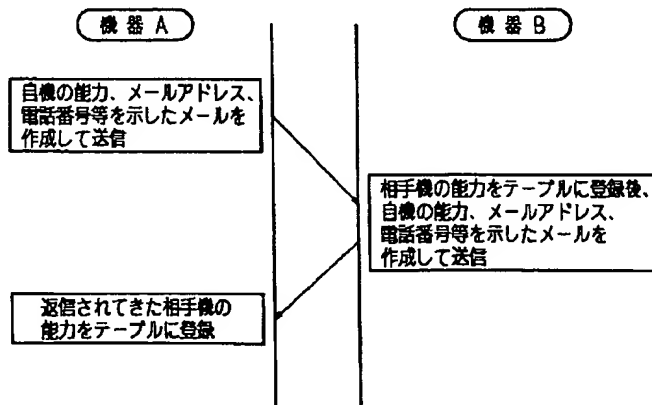 機器A
機器B
自機の能力、メールアドレス、
電話番号等を示したメールを
作成して送信
相手機の能力をテーブルに登録後、
自機の能力、メールアドレス、
電話番号等を示したメールを
作成して送信
返信されてきた相手機の
能力をテーブルに登録